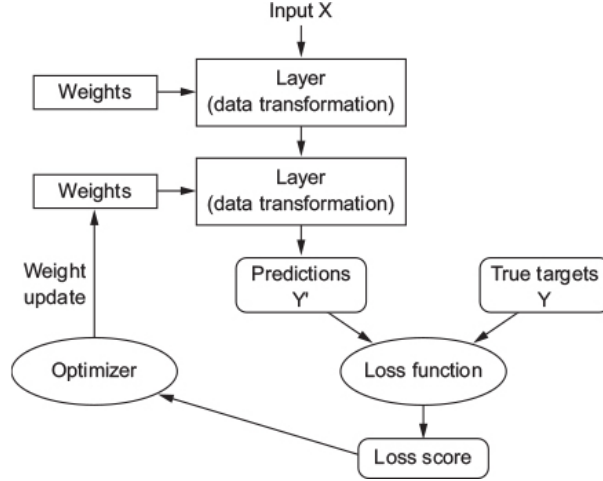 Input X
Weights
Layer
(data transformation)
Weights
Layer
(data transformation)
Weight
update
Predictions
Y'
True targets
Y
Optimizer
Loss function
Loss score